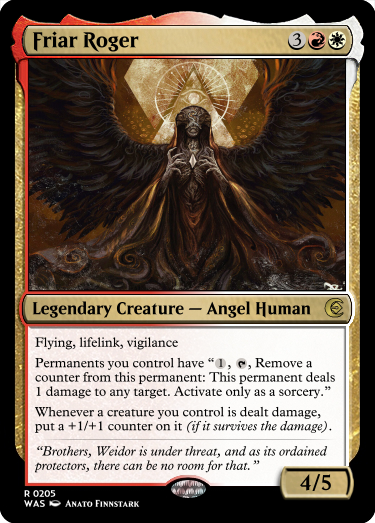 Friar Roger 3
Legendary Creature — Angel Human
Flying, lifelink, vigilance
Permanents you control have “1, , Remove a
counter from this permanent: This permanent deals
1 damage to any target. Activate only as a sorcery.”
Whenever a creature you control is dealt damage,
put a +1/+1 counter on it (if it survives the damage).
“Brothers, Weidor is under threat, and as its ordained
protectors, there can be no room for that.”
4/5
R 0205
WAS Anato Finnstark